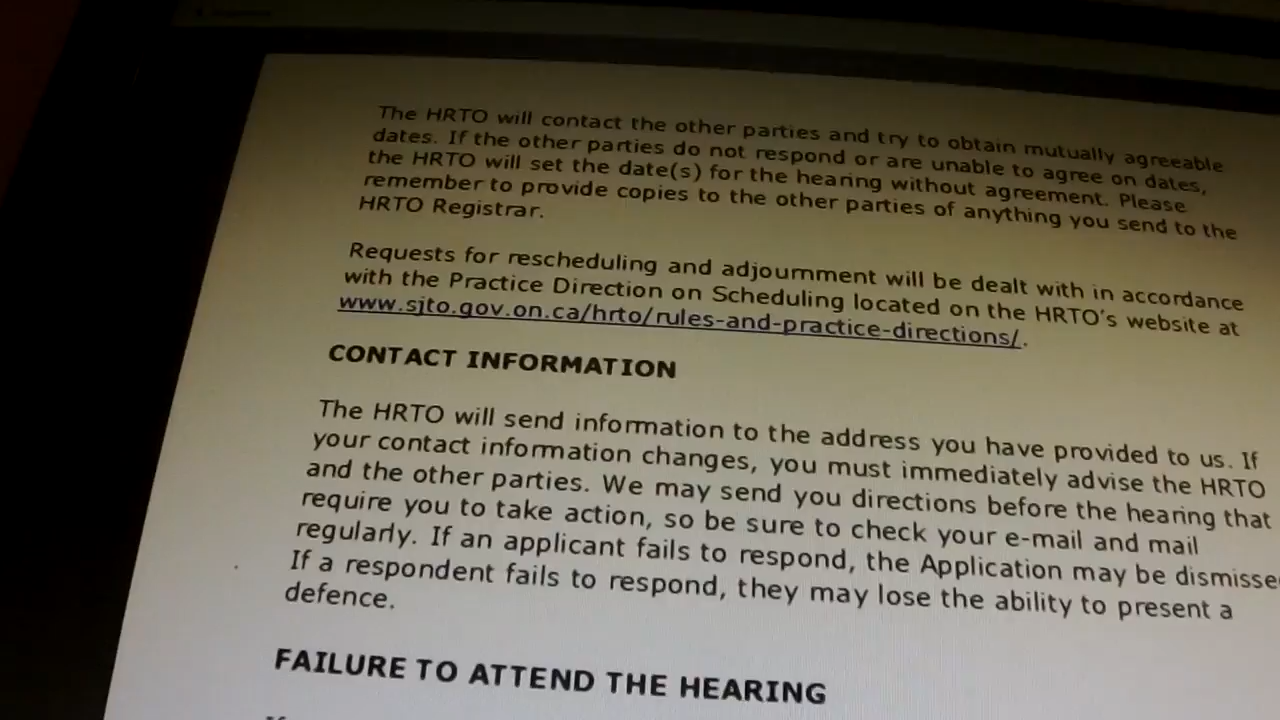 The HRTO will contact the other parties and try to obtain mutually agreeable
dates. If the other parties do not respond or are unable to agree on dates,
the HRTO will set the date(s) for the hearing without agreement. Please
remember to provide copies to the other parties of anything you send to the
HRTO Registrar.
Requests for rescheduling and adjournment will be dealt with in accordance
with the Practice Direction on Scheduling located on the HRTO's website at
www.sjto.gov.on.ca/hrto/rules-and-practice-directions/.
CONTACT INFORMATION
The HRTO will send information to the address you have provided to us. If
your contact information changes, you must immediately advise the HRTO
and the other parties. We may send you directions before the hearing that
require you to take action, so be sure to check your e-mail and mail
regularly. If an applicant fails to respond, the Application may be dismisse
If a respondent fails to respond, they may lose the ability to present a
defence.
FAILURE TO ATTEND THE HEARING